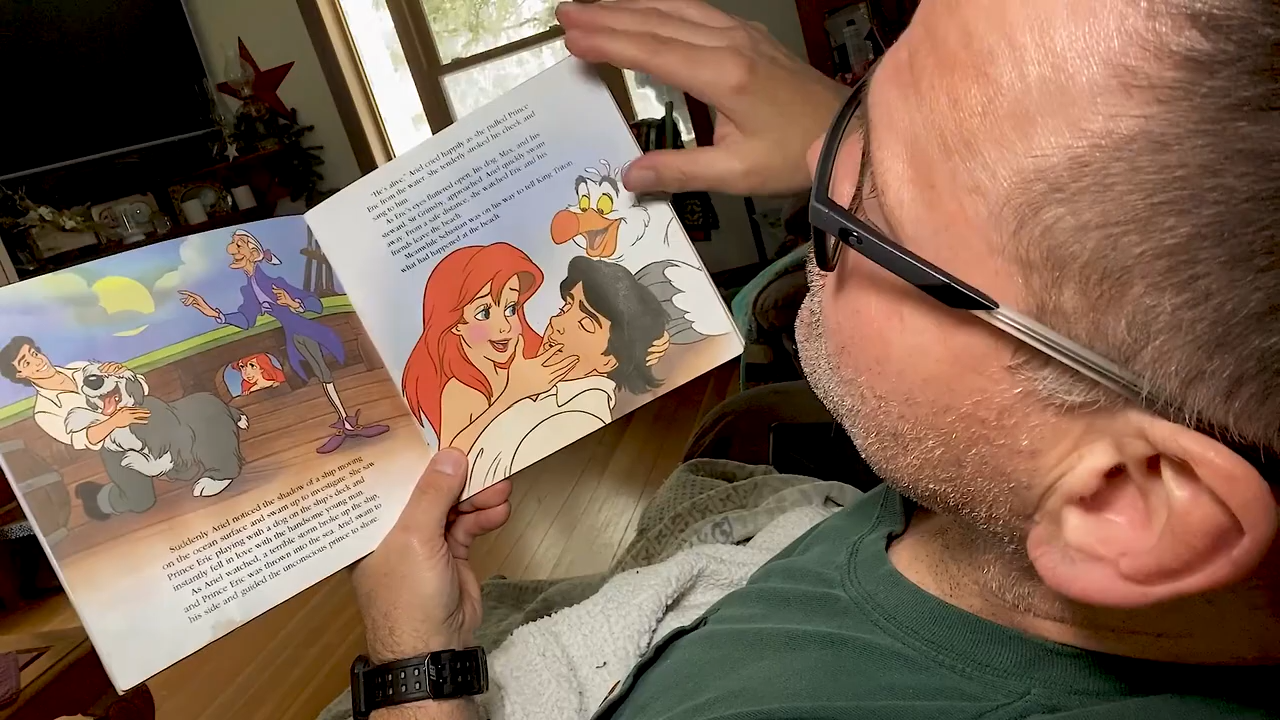 Suddenly Ariel noticed the shadow of a ship moving
on the ocean surface and swam up to investigate. She saw
Prince Eric playing with a dog on the ship's deck and
instantly fell in love with the handsome young man.
As Ariel watched, a terrible storm broke up the ship,
and Prince Eric was thrown into the sea. Ariel swam to
his side and guided the unconscious prince to shore.
"He's alive," Ariel cried happily as she pulled Prince
Eric from the water. She tenderly stroked his cheek and
sang to him.
As Eric's eyes fluttered open, his dog, Max, and his
steward, Sir Grimsby, approached. Ariel quickly swam
away. From a safe distance, she watched Eric and his
friends leave the beach.
Meanwhile Sebastian was on his way to tell King Triton
what had happened at the beach.